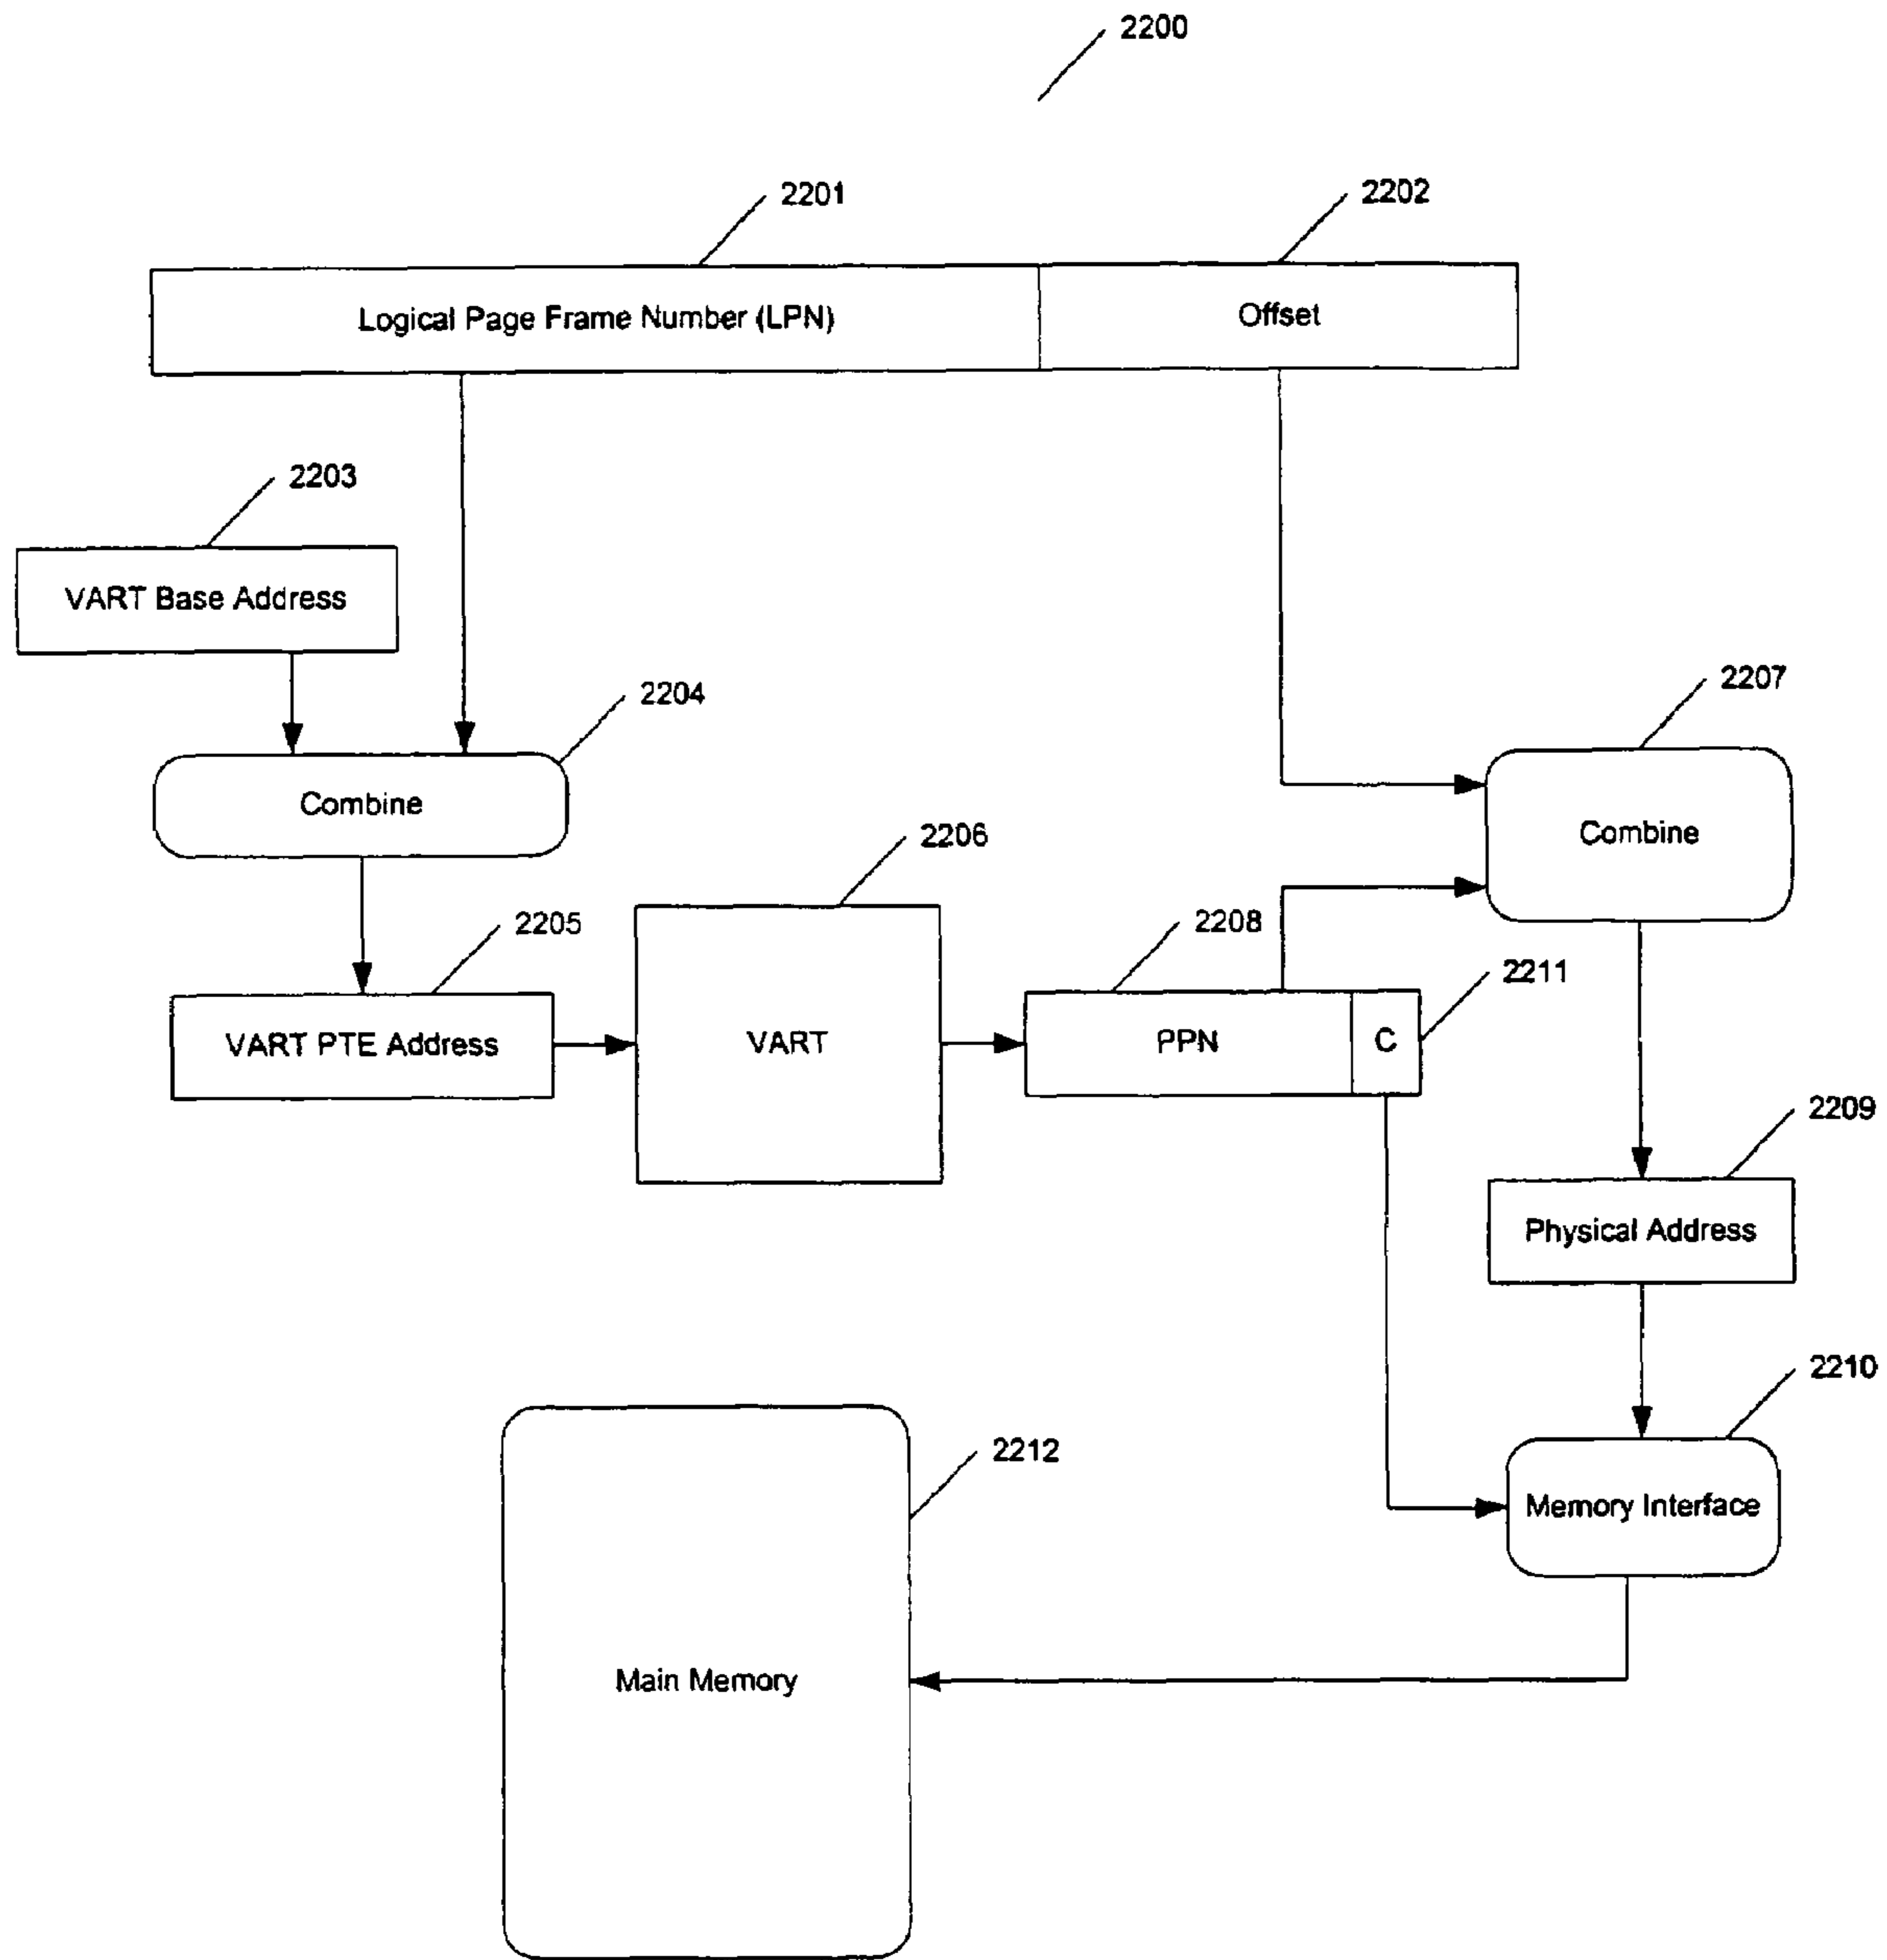 2200
2201
2202
Logical Page Frame Number (LPN)
Offset
2203
VART Base Address
2204
2207
Combine
Combine
2206
2205
2208
2211
VART PTE Address
VART
PPN
C
2209
Physical Address
2210
2212
Memory Interface
Main Memory